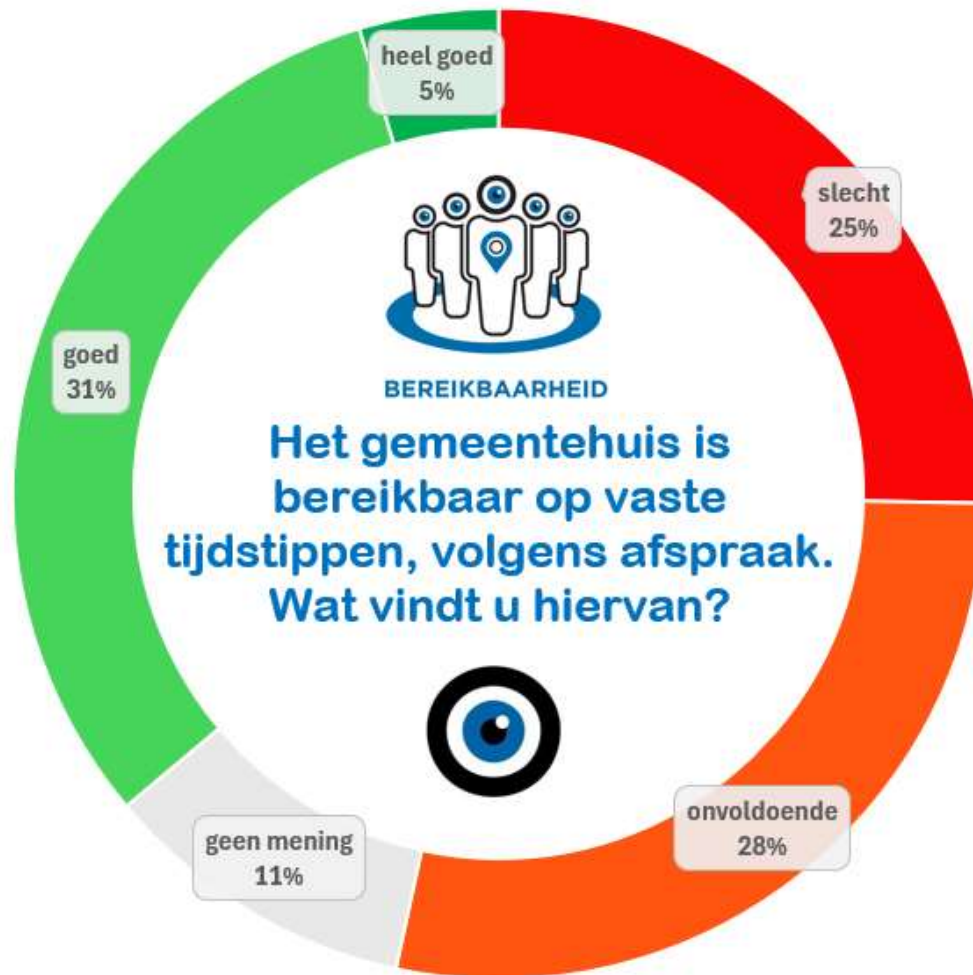 heel goed
5%
slecht
25%
goed
31%
BEREIKBAARHEID
Het gemeentehuis is
bereikbaar op vaste
tijdstippen, volgens afspraak.
Wat vindt u hiervan?
onvoldoende
28%
geen mening
11%